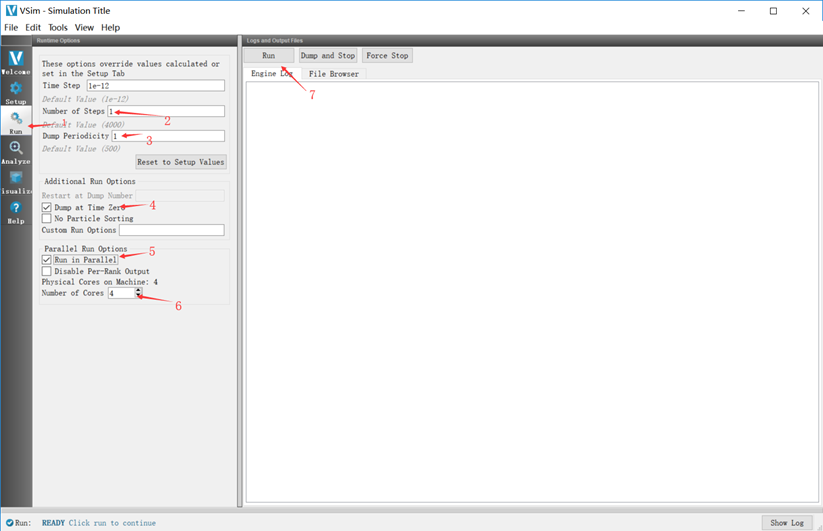 VSim - Simulation Title
File Edit Tools View Help
Runtime Options
Logs and Output Files
Welcome
Setup
Run
Analyze
isualiz
Help
These options override values calculated or
set in the Setup Tab
Time Step 1e-12
Default Value (1e-12)
Number of Steps 1
2
Default Value (4000)
1
Dump Periodicity 1
3
Default Value (500)
Reset to Setup Values
Additional Run Options
Restart at Dump Number
Dump at Time Zero
4
No Particle Sorting
Custom Run Options
Parallel Run Options
Run in Parallel
5
Disable Per-Rank Output
Physical Cores on Machine: 4
Number of Cores 4
6
Run Dump and Stop Force Stop
Engine Log File Browser
7
Run: READY Click run to continue
Show Log